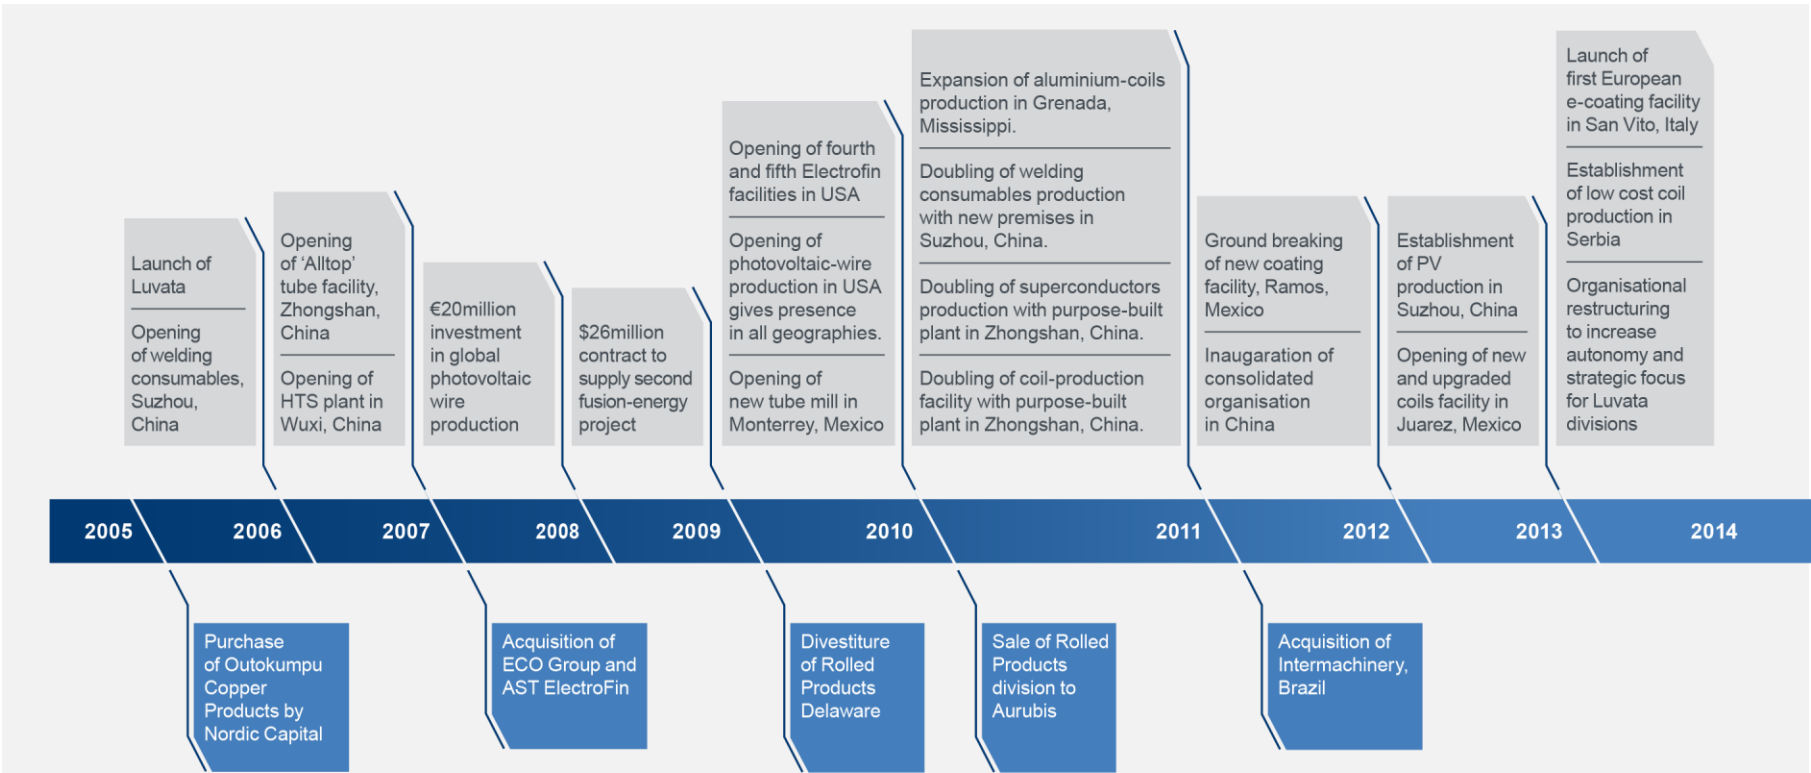 Launch of
Luvata
Opening
of welding
consumables,
Suzhou,
China
Opening
of ‘Alltop’
tube facility,
Zhongshan,
China
Opening of
HTS plant in
Wuxi, China
€20million
investment
in global
photovoltaic
wire
production
$26million
contract to
supply second
fusion-energy
project
Opening of fourth
and fifth Electrofin
facilities in USA
Opening of
photovoltaic-wire
production in USA
gives presence
in all geographies.
Opening of
new tube mill in
Monterrey, Mexico
Expansion of aluminium-coils
production in Grenada,
Mississippi.
Doubling of welding
consumables production
with new premises in
Suzhou, China.
Doubling of superconductors
production with purpose-built
plant in Zhongshan, China.
Doubling of coil-production
facility with purpose-built
plant in Zhongshan, China.
Ground breaking
of new coating
facility, Ramos,
Mexico
Inaugaration of
consolidated
organisation
in China
Establishment
of PV
production in
Suzhou, China
Opening of new
and upgraded
coils facility in
Juarez, Mexico
Launch of
first European
e-coating facility
in San Vito, Italy
Establishment
of low cost coil
production in
Serbia
Organisational
restructuring
to increase
autonomy and
strategic focus
for Luvata
divisions
2005
2006
2007
2008
2009
2010
2011
2012
2013
2014
Purchase
of Outokumpu
Copper
Products by
Nordic Capital
Acquisition of
ECO Group and
AST ElectroFin
Divestiture
of Rolled
Products
Delaware
Sale of Rolled
Products
division to
Aurubis
Acquisition of
Intermachinery,
Brazil